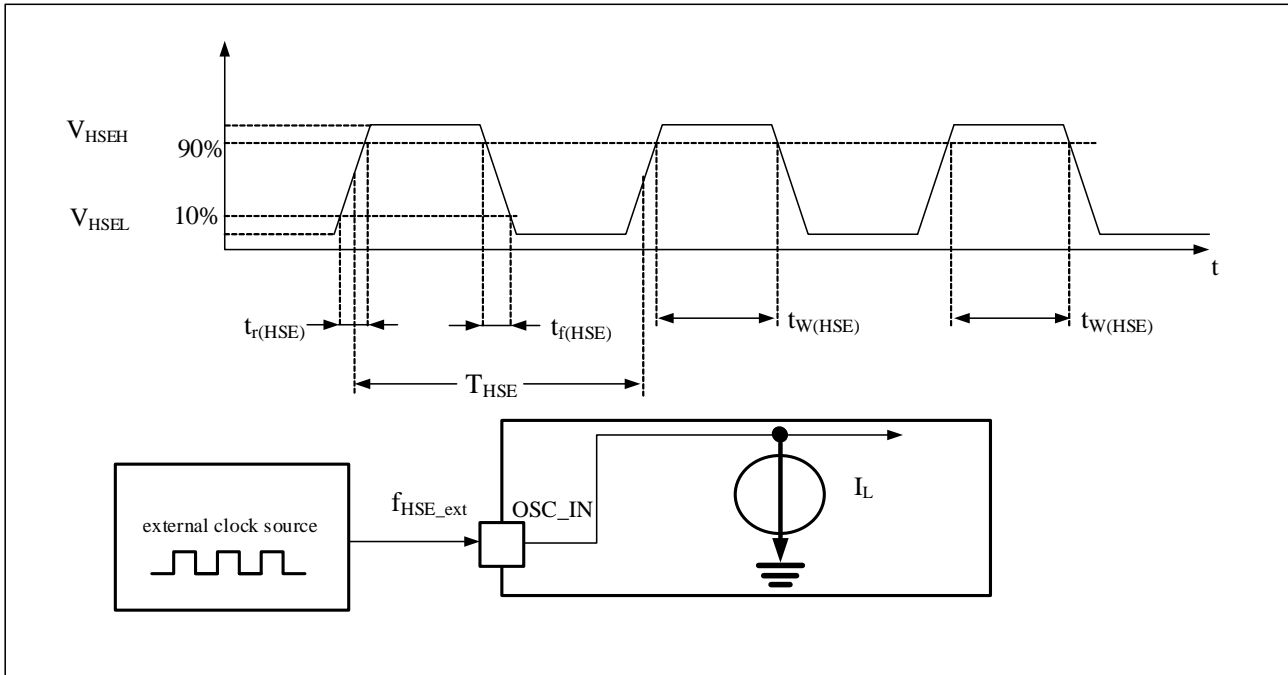 V_HSEH
90%
V_HSEL 10%
t
t_r(HSE) t_f(HSE) t_W(HSE) t_W(HSE)
T_HSE
f_HSE_ext OSC_IN I_L
external clock source